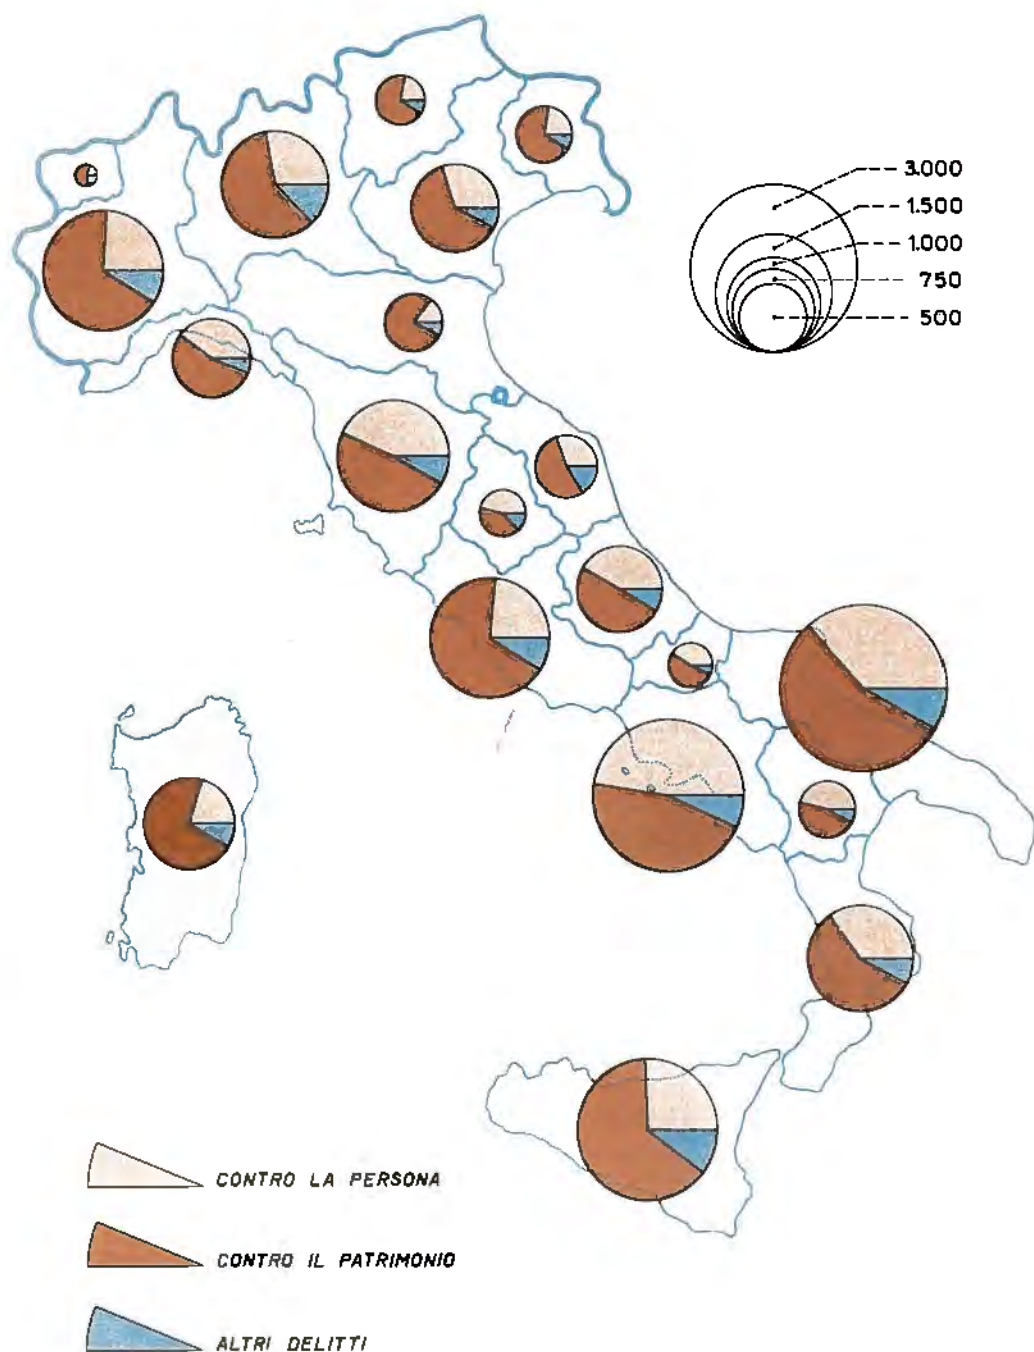 3.000
1.500
1.000
750
500
CONTRO LA PERSONA
CONTRO IL PATRIMONIO
ALTRI DELITTI